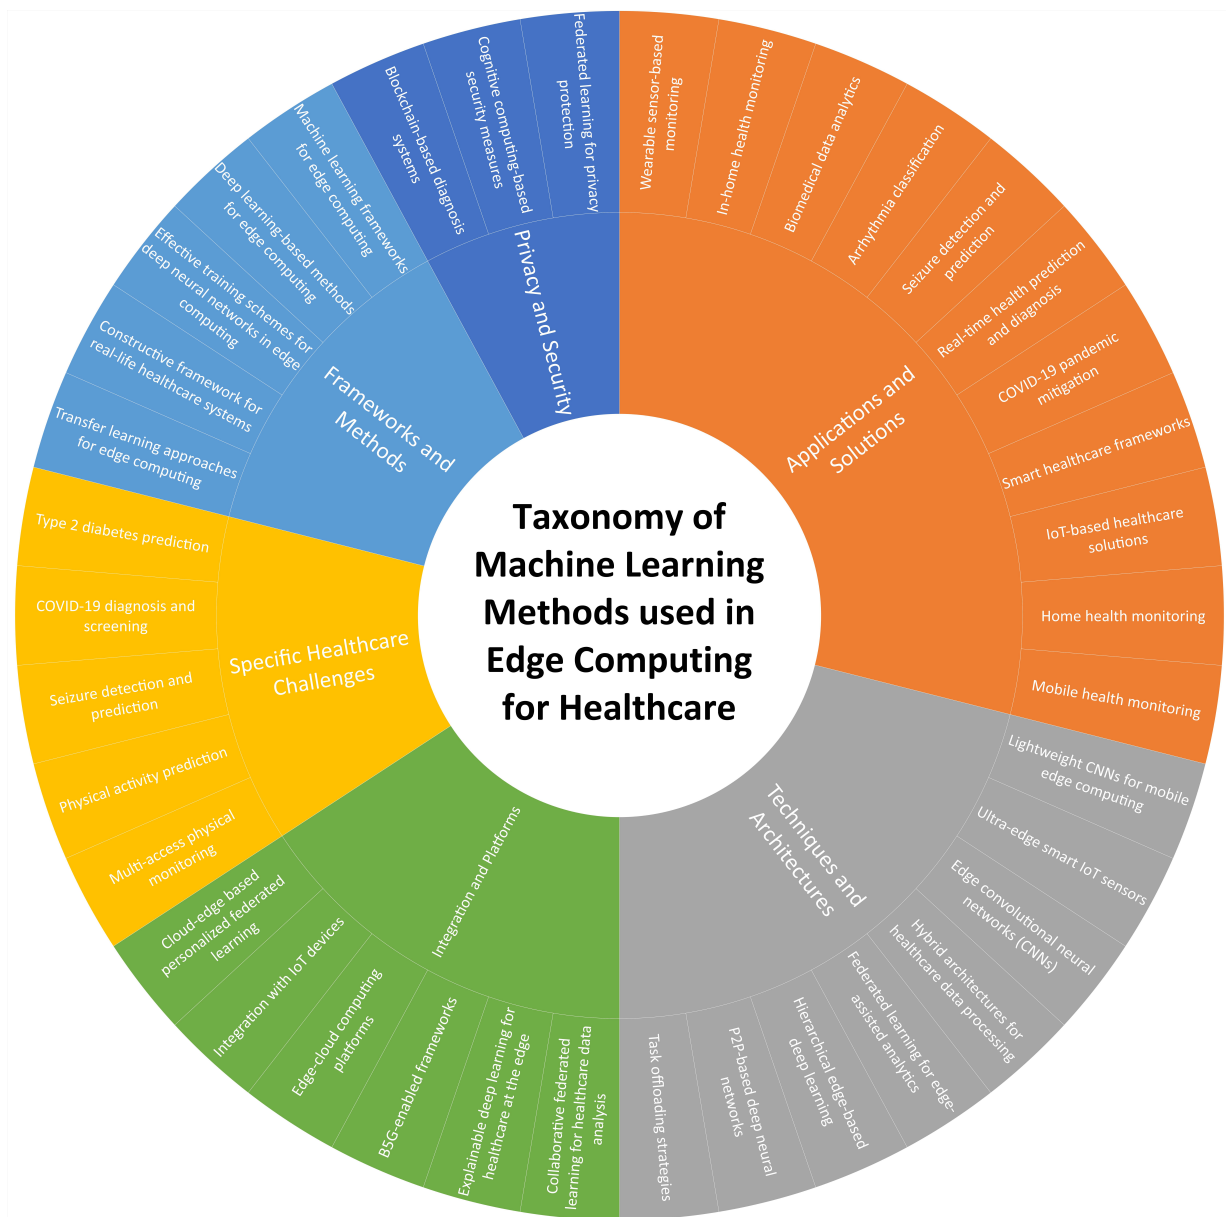 Taxonomy of
Machine Learning
Methods used in
Edge Computing
for Healthcare
Applications and
Solutions
Wearable sensor-based
monitoring
In-home health monitoring
Biomedical data analytics
Arrhythmia classification
Seizure detection and
prediction
Real-time health prediction
and diagnosis
COVID-19 pandemic
mitigation
Smart healthcare frameworks
IoT-based healthcare
solutions
Home health monitoring
Mobile health monitoring
Techniques and
Architectures
Lightweight CNNs for mobile
edge computing
Ultra-edge smart IoT sensors
Edge convolutional neural
networks (CNNs)
Hybrid architectures for
healthcare data processing
Federated learning for edge-
assisted analytics
Hierarchical edge-based
deep learning
P2P-based deep neural
networks
Task offloading strategies
Integration and Platforms
Collaborative federated
learning for healthcare data
analysis
Explainable deep learning for
healthcare at the edge
B5G-enabled frameworks
Edge-cloud computing
platforms
Integration with IoT devices
Cloud-edge based
personalized federated
learning
Specific Healthcare
Challenges
Multi-access physical
monitoring
Physical activity prediction
Seizure detection and
prediction
COVID-19 diagnosis and
screening
Type 2 diabetes prediction
Frameworks and
Methods
Transfer learning approaches
for edge computing
Constructive framework for
real-life healthcare systems
Effective training schemes for
deep neural networks in edge
computing
Deep learning-based methods
for edge computing
Machine learning frameworks
for edge computing
Privacy and Security
Blockchain-based diagnosis
systems
Cognitive computing-based
security measures
Federated learning for privacy
protection